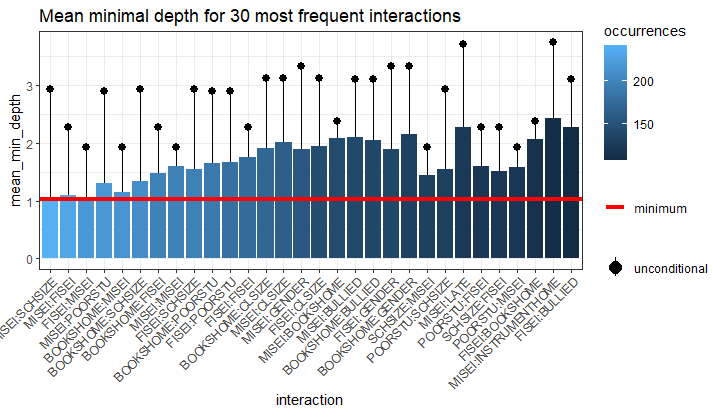 Mean minimal depth for 30 most frequent interactions
mean_min_depth
3
2
1
0
MISEI:SCHSIZE
MISEI:FISEI
FISEI:MISEI
MISEI:POORSTU
BOOKSHOME:MISEI
BOOKSHOME:SCHSIZE
BOOKSHOME:FISEI
MISEI:MISEI
FISEI:SCHSIZE
BOOKSHOME:POORSTU
FISEI:POORSTU
FISEI:FISEI
BOOKSHOME:CLSIZE
MISEI:CLSIZE
MISEI:GENDER
FISEI:CLSIZE
MISEI:BOOKSHOME
MISEI:BULLIED
BOOKSHOME:BULLIED
FISEI:GENDER
BOOKSHOME:GENDER
SCHSIZE:MISEI
POORSTU:SCHSIZE
MISEI:LATE
POORSTU:FISEI
SCHSIZE:FISEI
POORSTU:MISEI
FISEI:BOOKSHOME
MISEI:INSTRUMENTHOME
FISEI:BULLIED
interaction
occurrences
200
150
minimum
unconditional